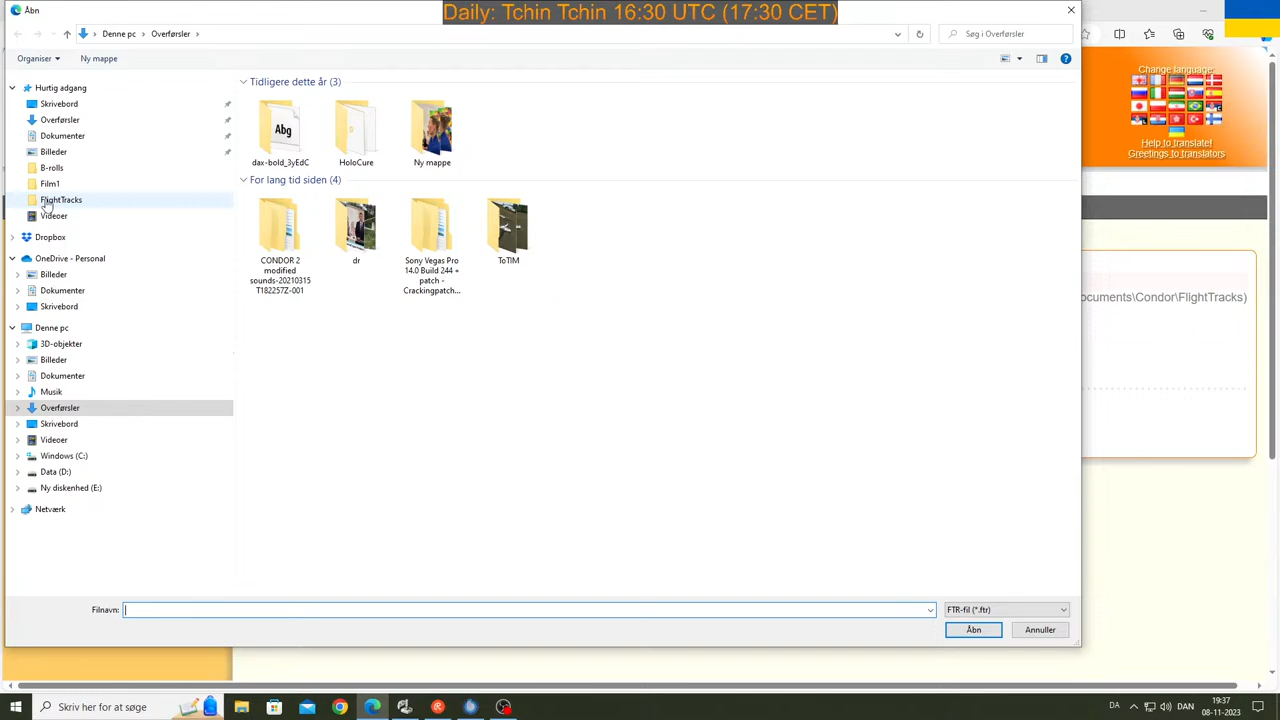 Åbn
Daily: Tchin Tchin 16:30 UTC (17:30 CET)
Denne pc
Overførsler
Søg i Overførsler
Organiser
Ny mappe
Hurtig adgang
Skrivebord
Overførsler
Dokumenter
Billeder
B-rolls
Film1
FlightTracks
Videoer
Dropbox
OneDrive - Personal
Billeder
Dokumenter
Skrivebord
Denne pc
3D-objekter
Billeder
Dokumenter
Musik
Overførsler
Skrivebord
Videoer
Windows (C:)
Data (D:)
Ny diskenhed (E:)
Netværk
Tidligere dette år (3)
Abg
dax-bold_3yEdC
HoloCure
Ny mappe
For lang tid siden (4)
CONDOR 2
modified
sounds-20210315
T182257Z-001
dr
Sony Vegas Pro
14.0 Build 244 +
patch -
Crackingpatch...
ToTIM
Change language:
Help to translate!
Greetings to translators
ocuments\Condor\FlightTracks)
Filnavn:
FTR-fil (*.ftr)
Åbn
Annuller
Skriv her for at søge
DA
DAN
19:37
08-11-2023